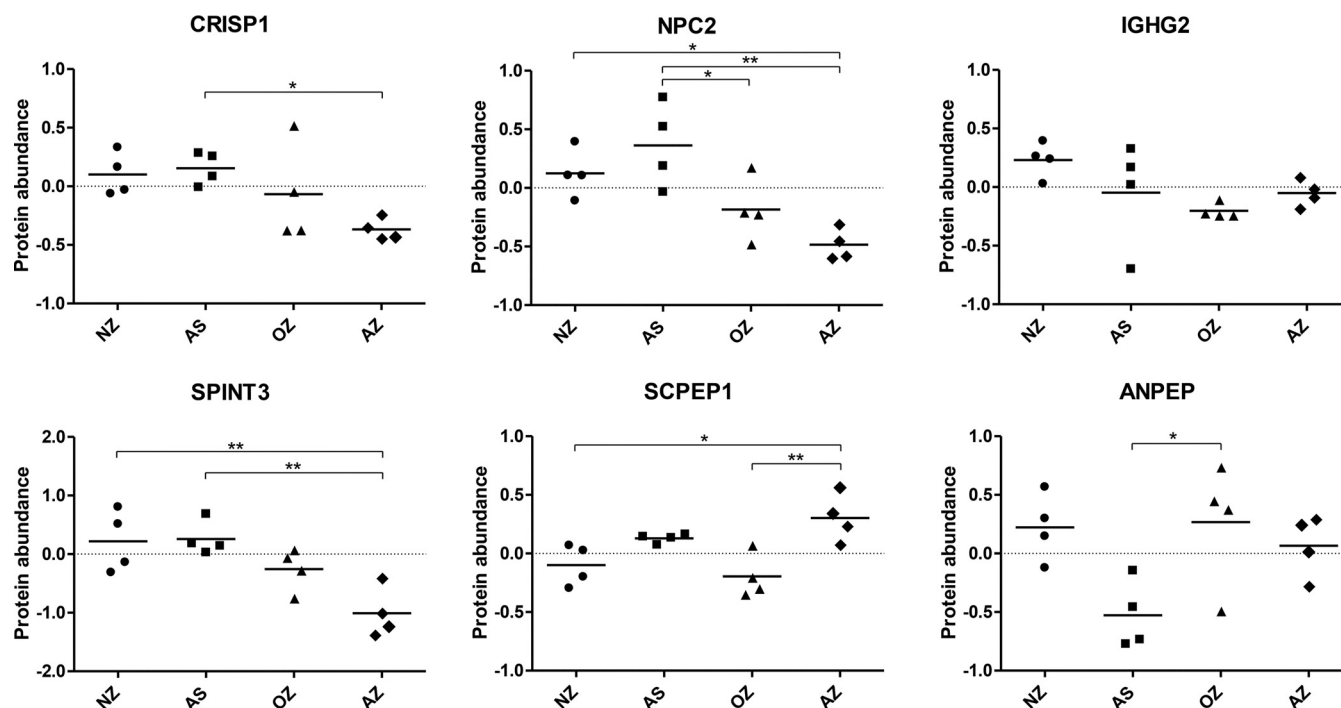 CRISP1
*
Protein abundance
1.0
0.5
0.0
-0.5
-1.0
NZ
AS
OZ
AZ
NPC2
*
**
*
Protein abundance
1.0
0.5
0.0
-0.5
-1.0
NZ
AS
OZ
AZ
IGHG2
Protein abundance
1.0
0.5
0.0
-0.5
-1.0
NZ
AS
OZ
AZ
SPINT3
**
**
Protein abundance
2.0
1.0
0.0
-1.0
-2.0
NZ
AS
OZ
AZ
SCPEP1
*
**
Protein abundance
1.0
0.5
0.0
-0.5
-1.0
NZ
AS
OZ
AZ
ANPEP
*
Protein abundance
1.0
0.5
0.0
-0.5
-1.0
NZ
AS
OZ
AZ